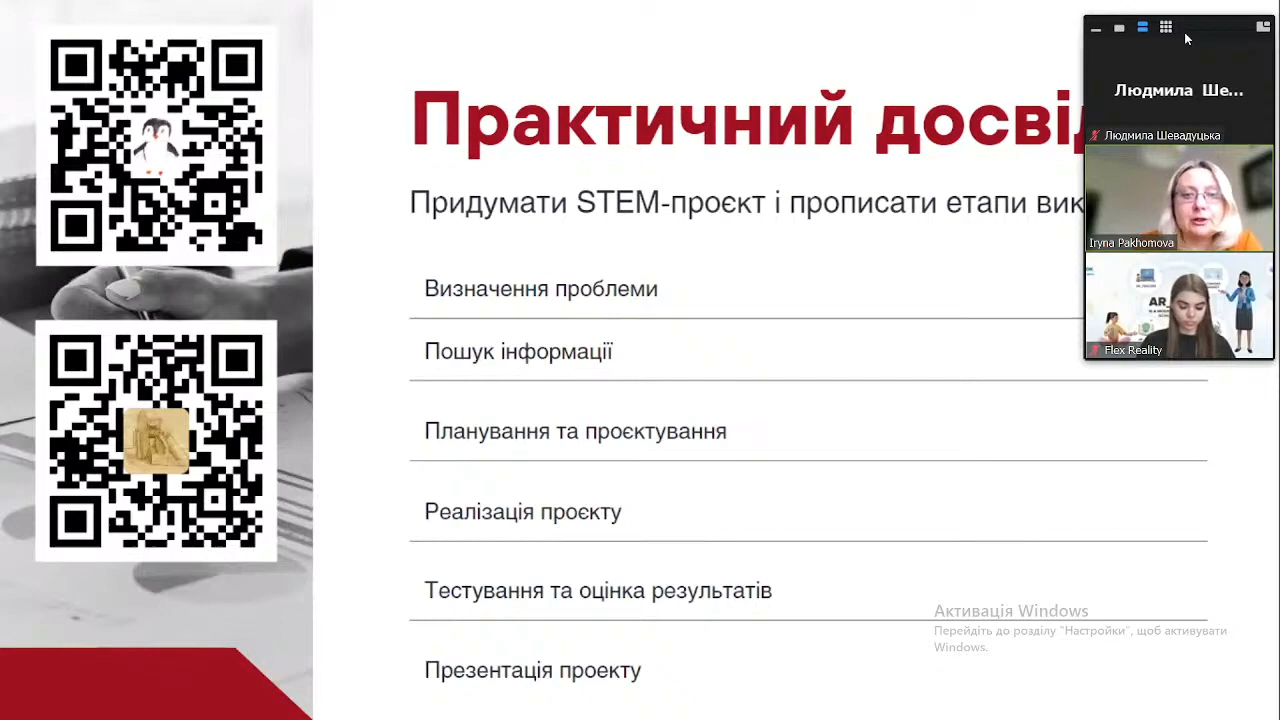 Практичний досві
Придумати STEM-проєкт і прописати етапи вик
Визначення проблеми
Пошук інформації
Планування та проєктування
Реалізація проєкту
Тестування та оцінка результатів
Презентація проекту
Людмила Ше...
Людмила Шевадуцька
Iryna Pakhomova
AR
Flex Reality
Активація Windows
Перейдіть до розділу "Настройки", щоб активувати
Windows.